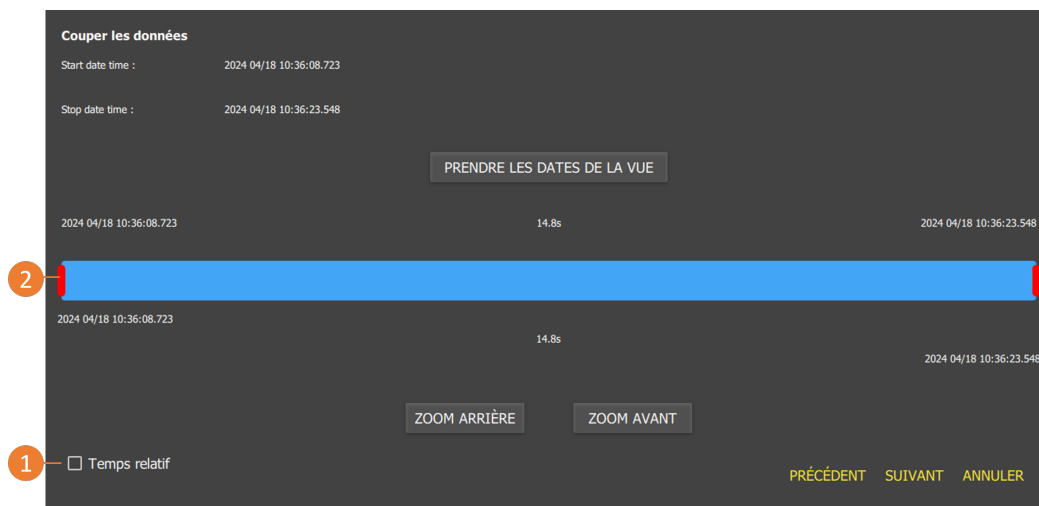 Couper les données
Start date time : 2024 04/18 10:36:08.723
Stop date time : 2024 04/18 10:36:23.548
PRENDRE LES DATES DE LA VUE
2024 04/18 10:36:08.723 14.8s 2024 04/18 10:36:23.548
2
2024 04/18 10:36:08.723
14.8s
2024 04/18 10:36:23.548
ZOOM ARRIÈRE ZOOM AVANT
1 Temps relatif
PRÉCÉDENT SUIVANT ANNULER